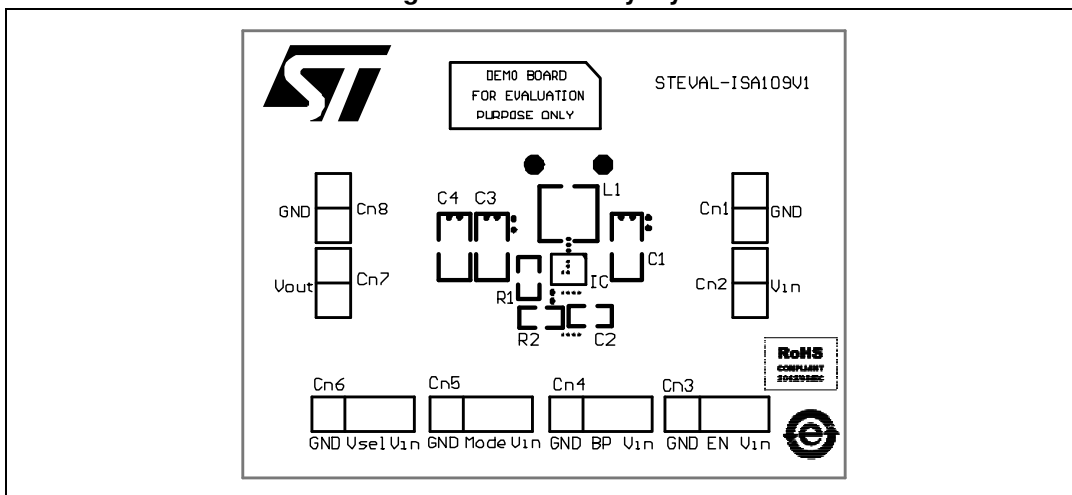 ST
DEMO BOARD
FOR EVALUATION
PURPOSE ONLY
STEVAL-ISA109V1
C4 C3
L1
GND Cn8
Cn1 GND
Vout Cn7
C1
R1
IC
Cn2 Vin
R2
C2
RoHS
COMPLIANT
Cn6 Cn5 Cn4 Cn3
GND Vsel Vin GND Mode Vin GND BP Vin GND EN Vin
e